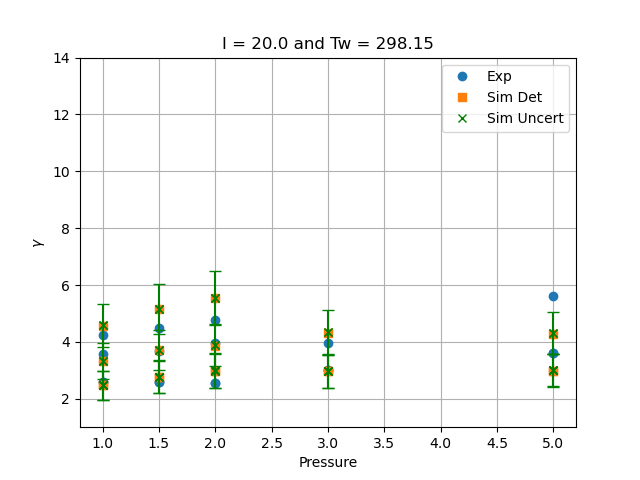 I = 20.0 and Tw = 298.15
Exp
Sim Det
Sim Uncert
14
12
10
8
6
4
2
γ
1.0 1.5 2.0 2.5 3.0 3.5 4.0 4.5 5.0
Pressure